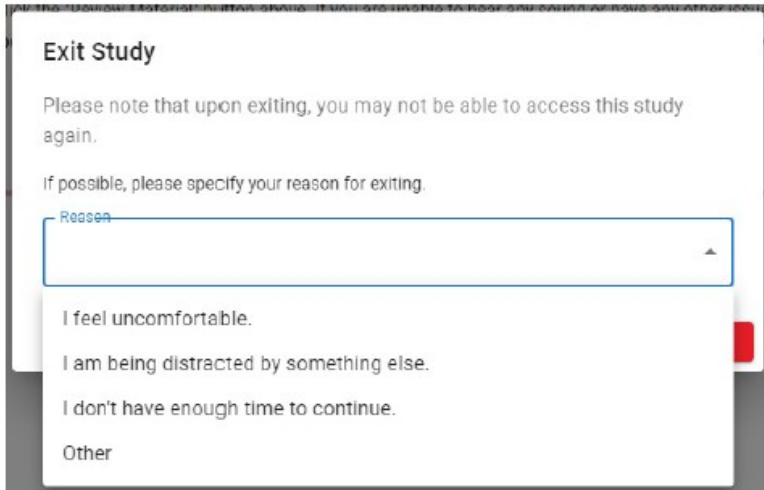 Exit Study
Please note that upon exiting, you may not be able to access this study
again.
If possible, please specify your reason for exiting.
Reason
I feel uncomfortable.
I am being distracted by something else.
I don't have enough time to continue.
Other